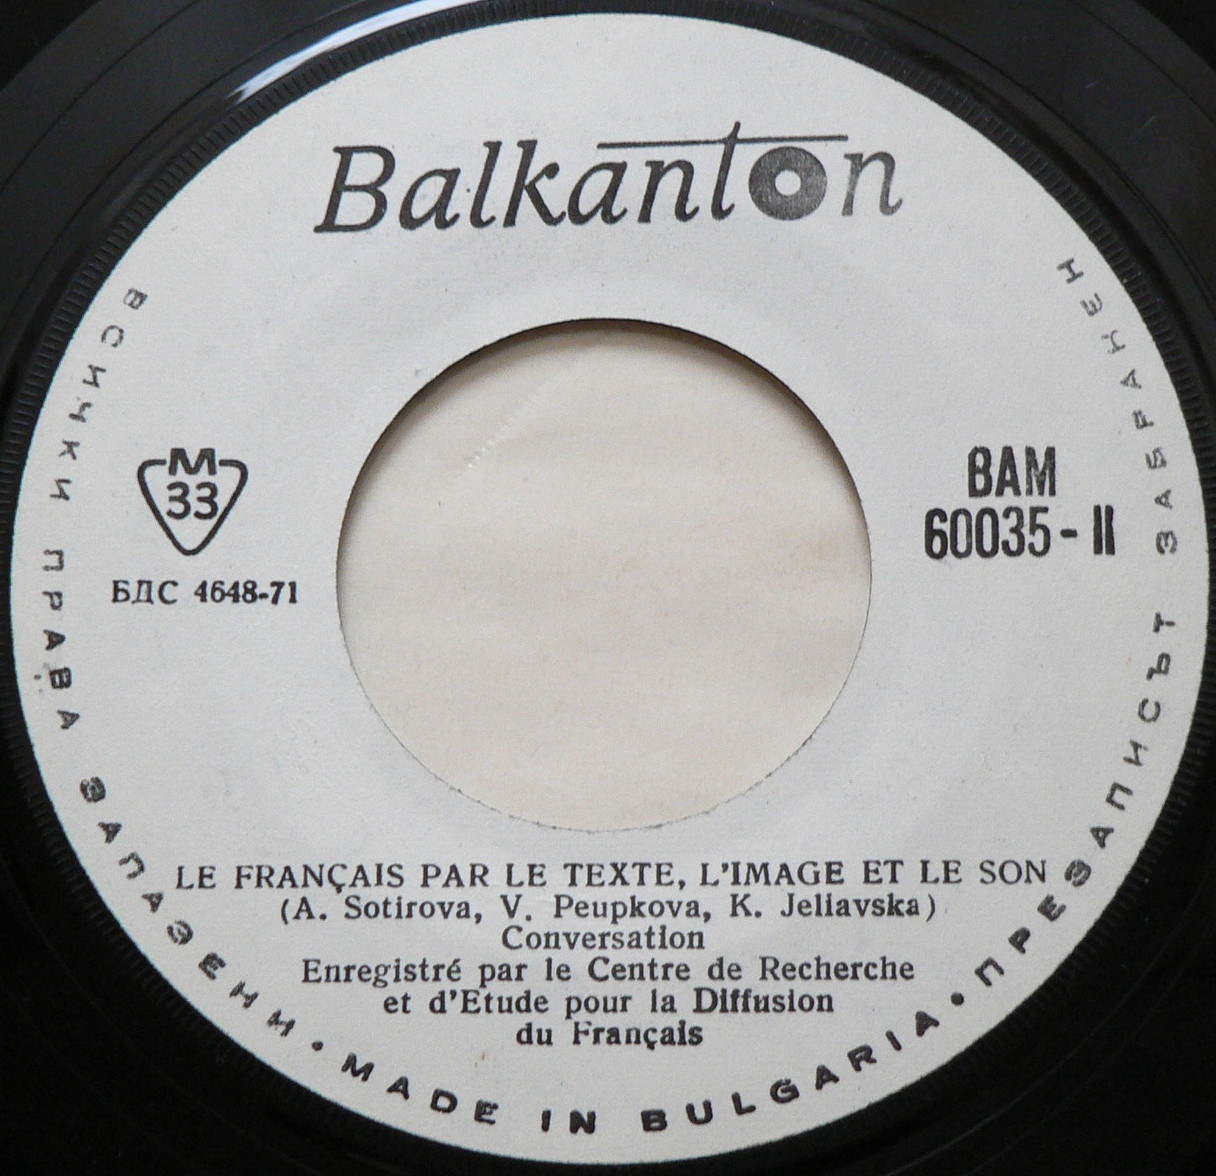 Balkanton
M
33
БДС 4648-71
ВАМ
60035-II
LE FRANÇAIS PAR LE TEXTE, L'IMAGE ET LE SON
(A. Sotirova, V. Peupkova, K. Jeliavska)
Conversation
Enregistré par le Centre de Recherche
et d'Etude pour la Diffusion
du Français
ВСИЧКИ ПРАВА ЗАПАЗЕНИ • MADE IN BULGARIA • ПРЕЗАПИСЪТ ЗАБРАНЕН